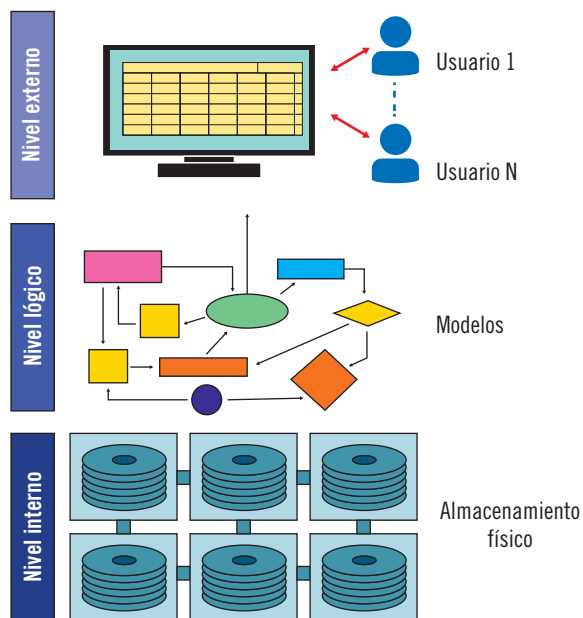 Nivel externo
Usuario 1
Usuario N
Nivel lógico
Modelos
Nivel interno
Almacenamiento
físico